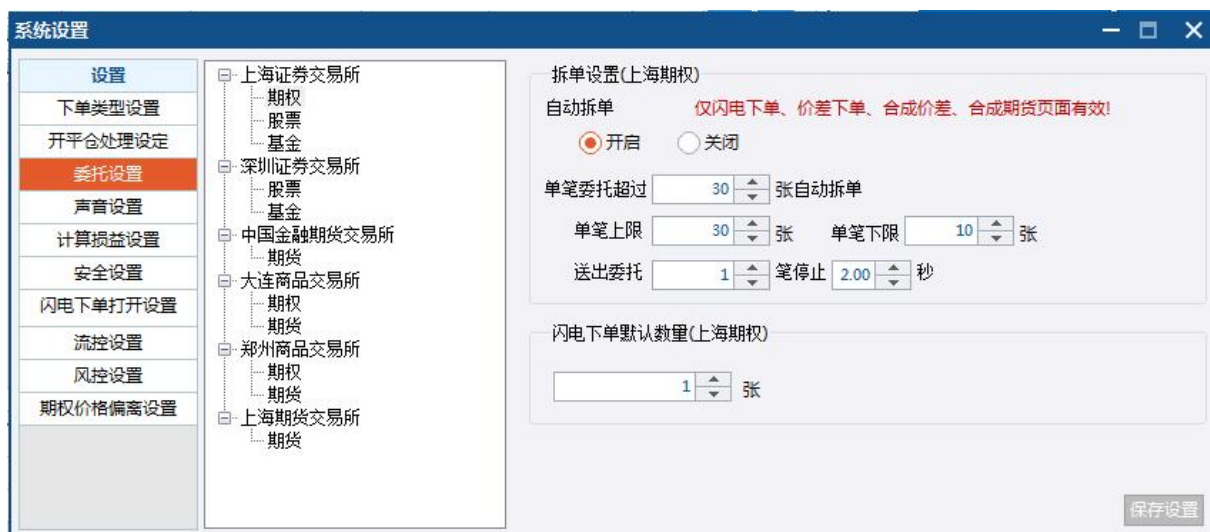 系统设置
设置
下单类型设置
开平仓处理设定
委托设置
声音设置
计算损益设置
安全设置
闪电下单打开设置
流控设置
风控设置
期权价格偏离设置
上海证券交易所
期权
股票
基金
深圳证券交易所
股票
基金
中国金融期货交易所
期货
大连商品交易所
期权
期货
郑州商品交易所
期权
期货
上海期货交易所
期货
拆单设置(上海期权)
自动拆单 仅闪电下单、价差下单、合成价差、合成期货页面有效!
开启 关闭
单笔委托超过 30 张自动拆单
单笔上限 30 张 单笔下限 10 张
送出委托 1 笔停止 2.00 秒
闪电下单默认数量(上海期权)
1 张
保存设置